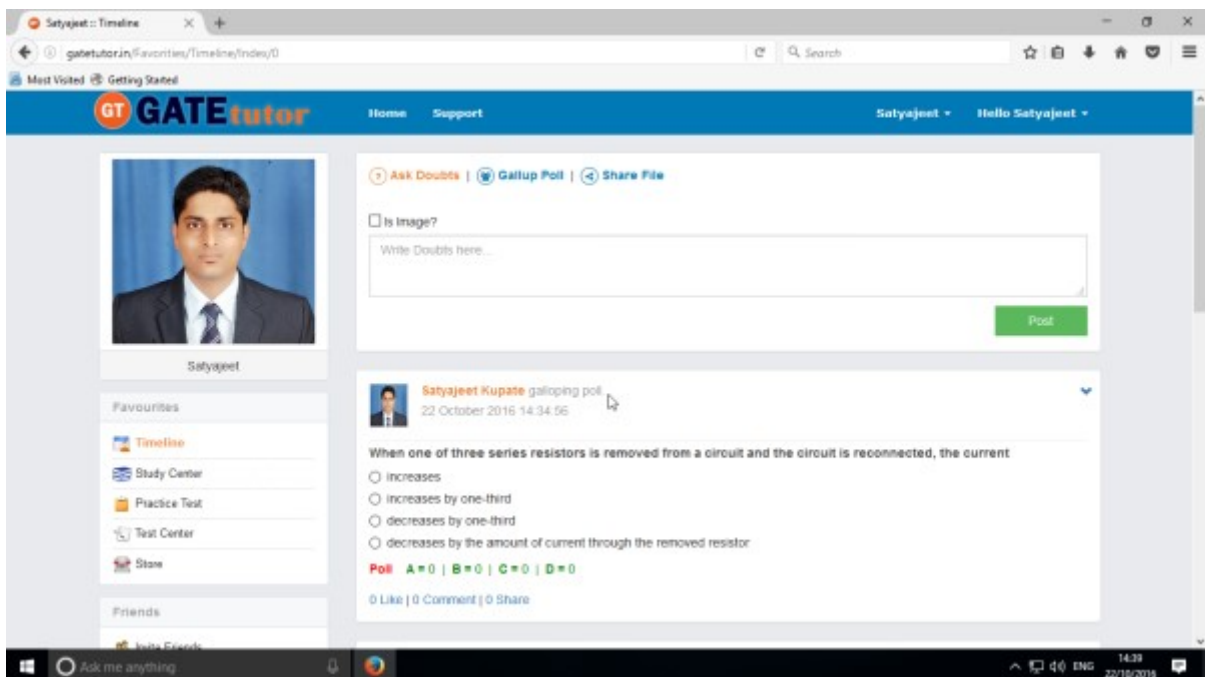 Satyajeet :: Timeline
gatetutor.in/Favorities/Timeline/Index/0
Search
Most Visited Getting Started
GT GATEtutor Home Support Satyajeet Hello Satyajeet
? Ask Doubts | Gallup Poll | Share File
Is Image?
Write Doubts here...
Post
Satyajeet
Satyajeet Kupate galloping poll
22 October 2016 14:34:56
Favourites
Timeline
Study Center
Practice Test
Test Center
Store
When one of three series resistors is removed from a circuit and the circuit is reconnected, the current
increases
increases by one-third
decreases by one-third
decreases by the amount of current through the removed resistor
Poll A = 0 | B = 0 | C = 0 | D = 0
0 Like | 0 Comment | 0 Share
Friends
Invite Friends
Ask me anything
ENG
14:39
22/10/2016